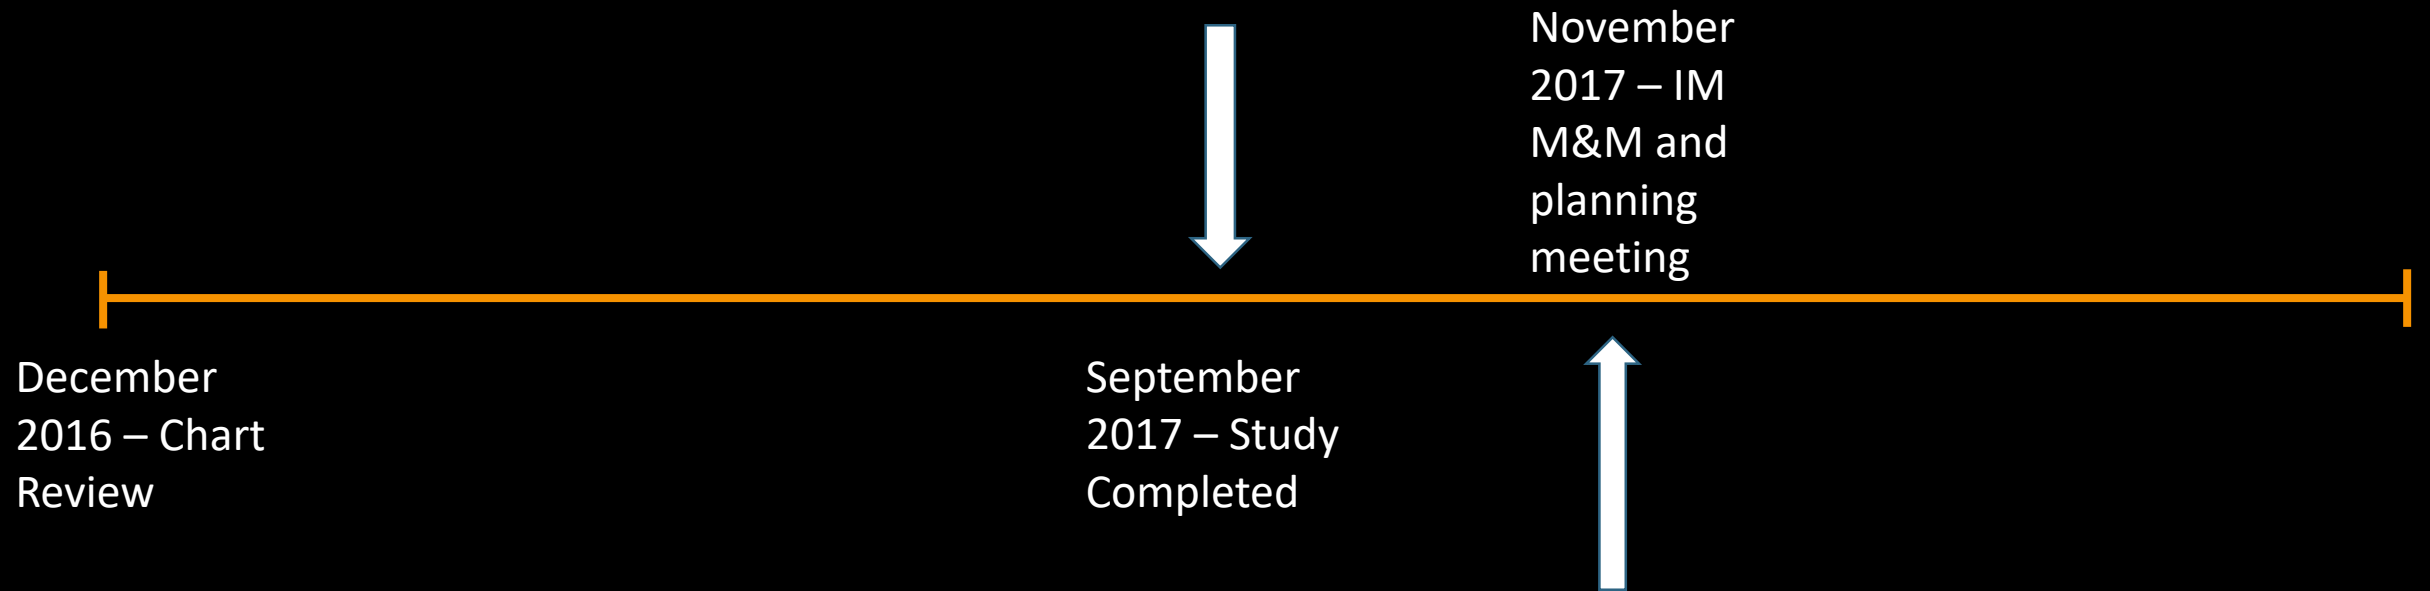 November
2017 – IM
M&M and
planning
meeting
December
2016 – Chart
Review
September
2017 – Study
Completed